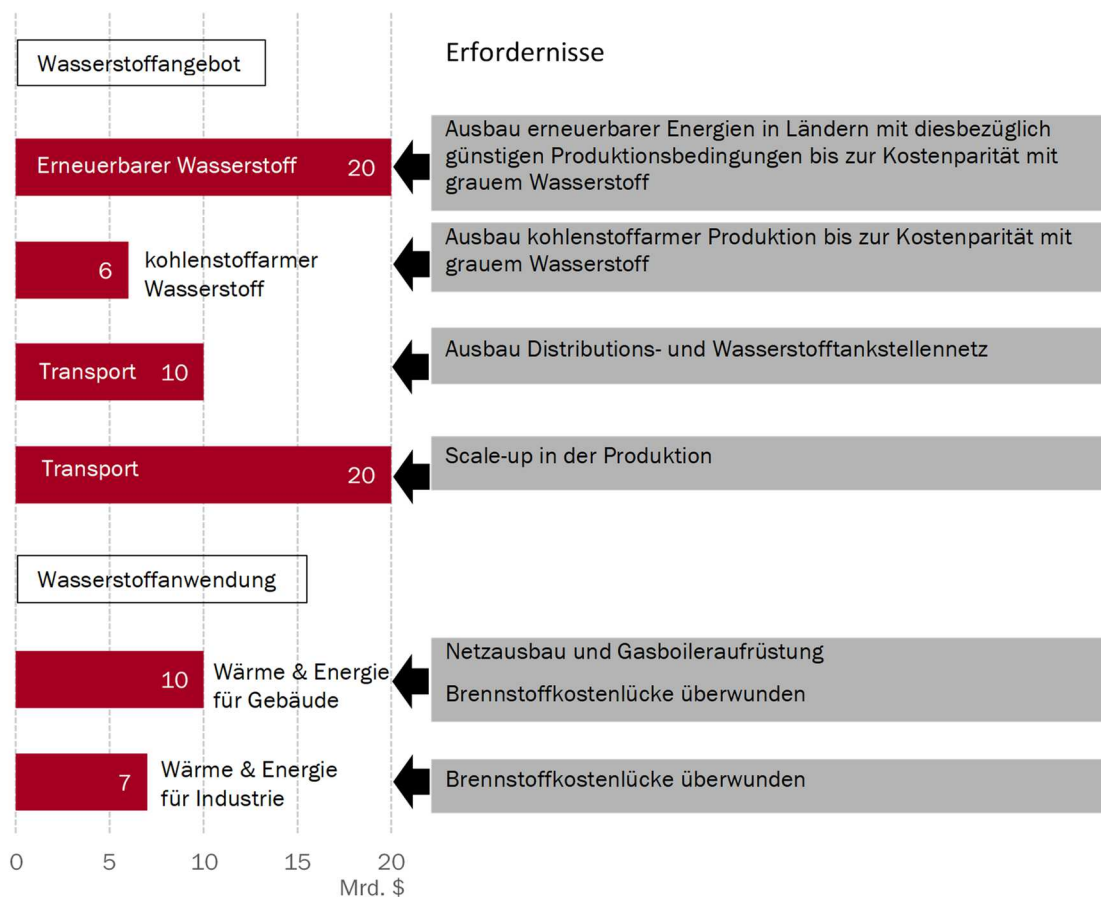 Wasserstoffangebot
Erfordernisse
Erneuerbarer Wasserstoff 20
Ausbau erneuerbarer Energien in Ländern mit diesbezüglich
günstigen Produktionsbedingungen bis zur Kostenparität mit
grauem Wasserstoff
6
kohlenstoffarmer
Wasserstoff
Ausbau kohlenstoffarmer Produktion bis zur Kostenparität mit
grauem Wasserstoff
Transport 10
Ausbau Distributions- und Wasserstofftankstellennetz
Transport 20
Scale-up in der Produktion
Wasserstoffanwendung
10
Wärme & Energie
für Gebäude
Netzausbau und Gasboileraufrüstung
Brennstoffkostenlücke überwunden
7
Wärme & Energie
für Industrie
Brennstoffkostenlücke überwunden
0 5 10 15 20
Mrd. $